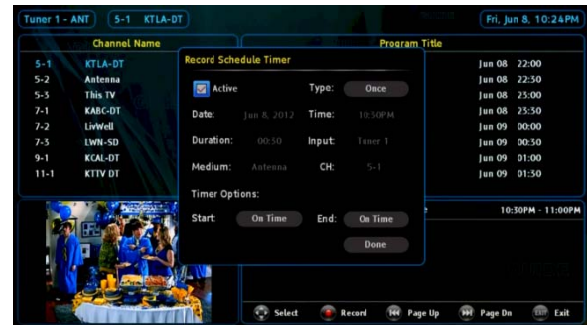 Tuner 1 - ANT
5-1 KTLA-DT
Fri, Jun 8, 10:24PM
Channel Name
Program Title
5-1 KTLA-DT
5-2 Antenna
5-3 This TV
7-1 KABC-DT
7-2 LivWell
7-3 LWN-SD
9-1 KCAL-DT
11-1 KTTV DT
Record Schedule Timer
Active
Type: Once
Date: Jun 8, 2012 Time: 10:30PM
Duration: 00:30 Input: Tuner 1
Medium: Antenna CH: 5-1
Timer Options:
Start: On Time End: On Time
Done
Jun 08 22:00
Jun 08 22:30
Jun 08 23:00
Jun 08 23:30
Jun 09 00:00
Jun 09 00:30
Jun 09 01:00
Jun 09 01:30
10:30PM - 11:00PM
Select Record Page Up Page Dn EXIT Exit